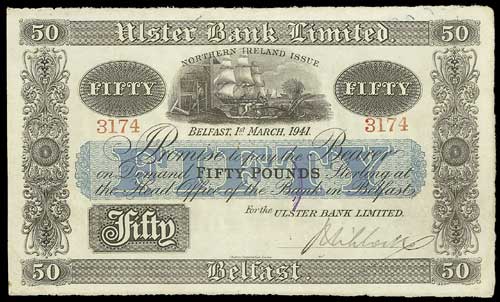 50 Ulster Bank Limited 50
NORTHERN IRELAND ISSUE
FIFTY FIFTY
3174 3174
BELFAST, 1st MARCH, 1941.
FIFTY
Promise to pay the Bearer
on Demand FIFTY POUNDS Sterling at
the Head Office of the Bank in Belfast
For the ULSTER BANK LIMITED.
Fifty
50 Belfast. 50